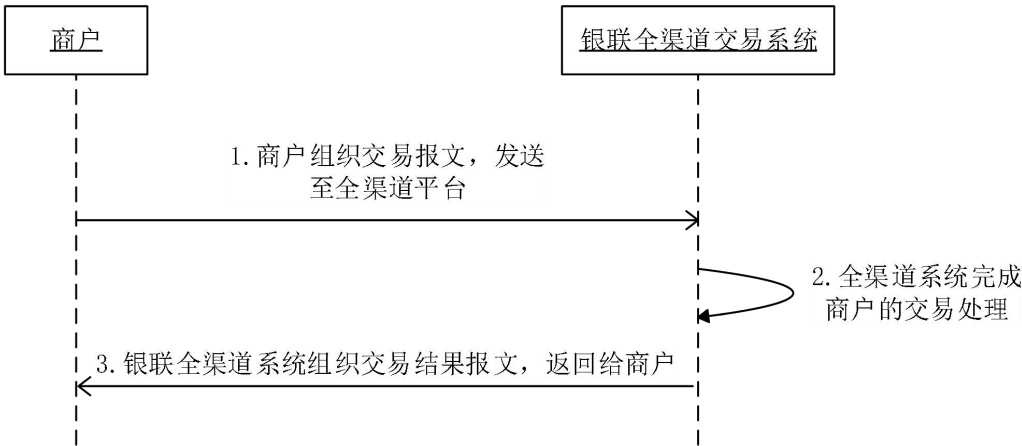 商户
银联全渠道交易系统
1.商户组织交易报文，发送
至全渠道平台
2.全渠道系统完成
商户的交易处理
3.银联全渠道系统组织交易结果报文，返回给商户